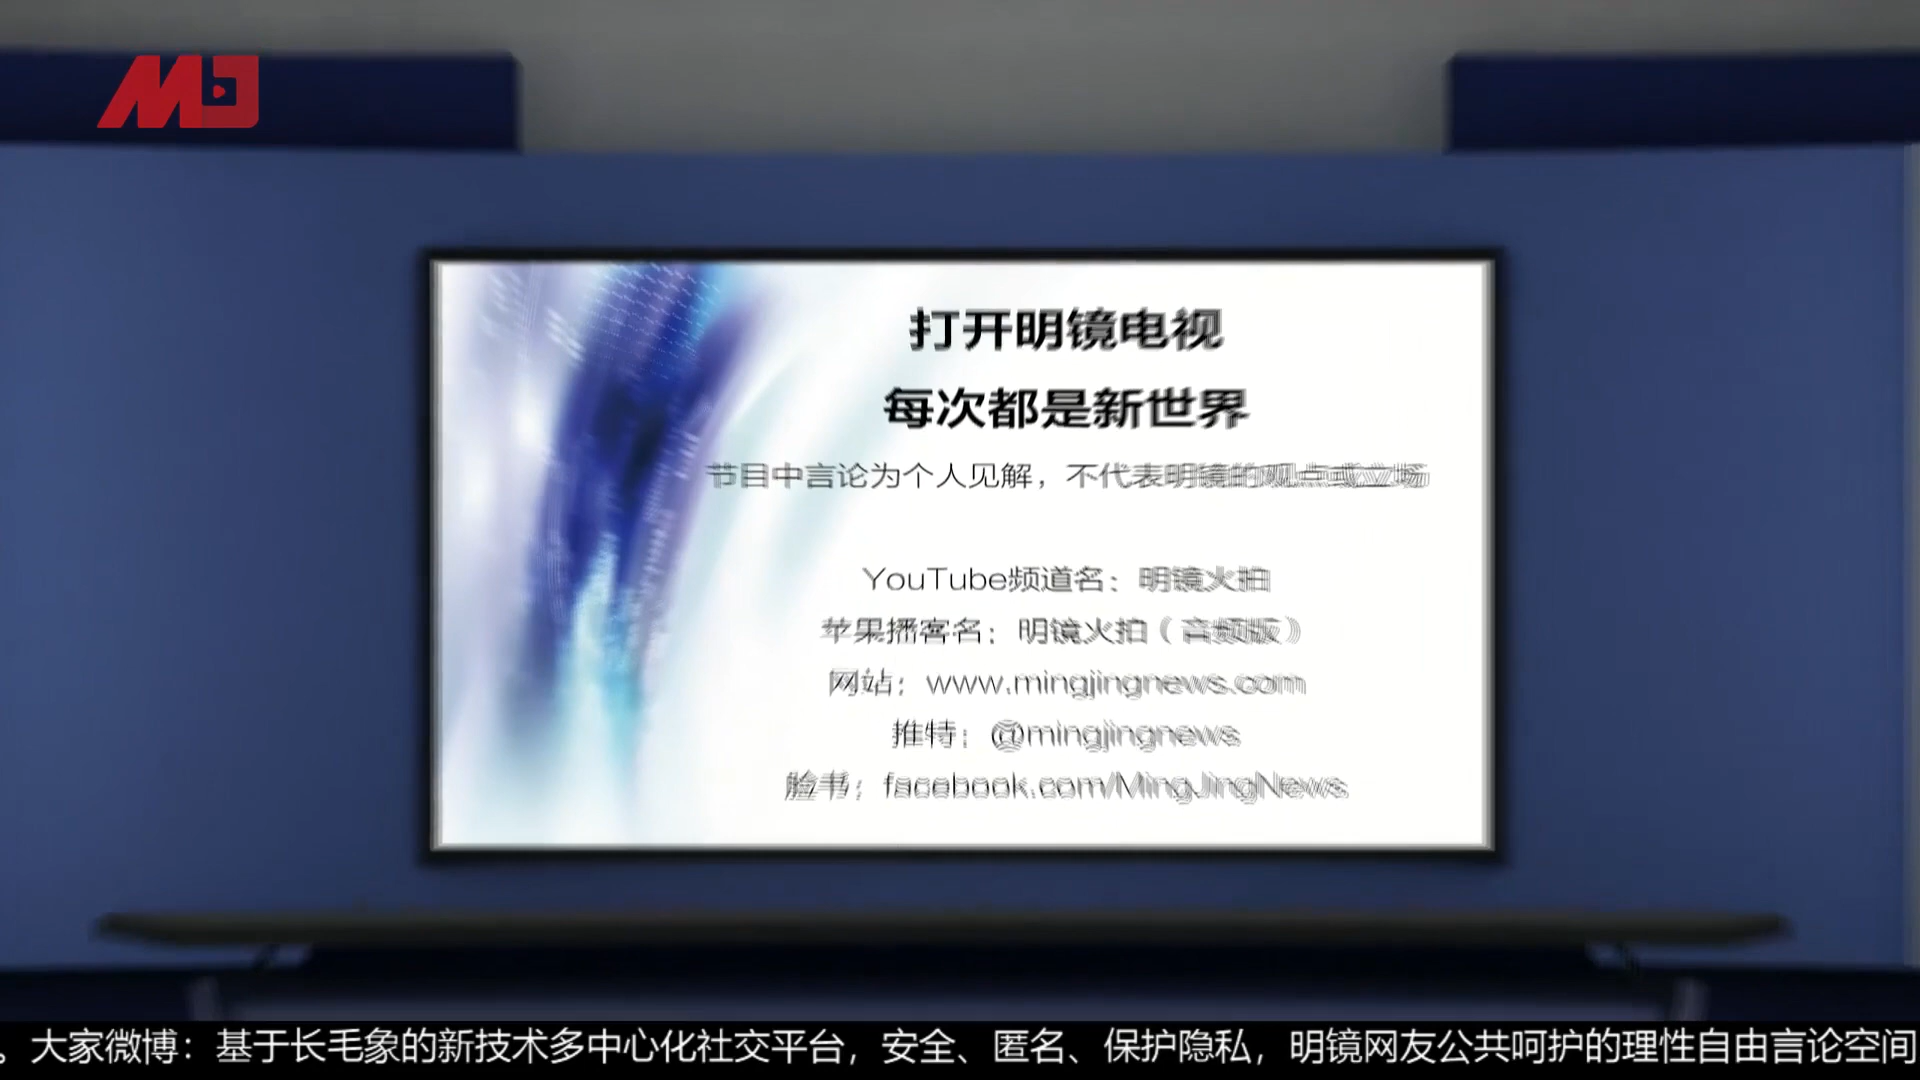 MJ
打开明镜电视
每次都是新世界
节目中言论为个人见解，不代表明镜的观点或立场
YouTube频道名：明镜火拍
苹果播客名：明镜火拍（音频版）
网站：www.mingjingnews.com
推特：@mingjingnews
脸书：facebook.com/MingJingNews
。大家微博：基于长毛象的新技术多中心化社交平台，安全、匿名、保护隐私，明镜网友公共呵护的理性自由言论空间